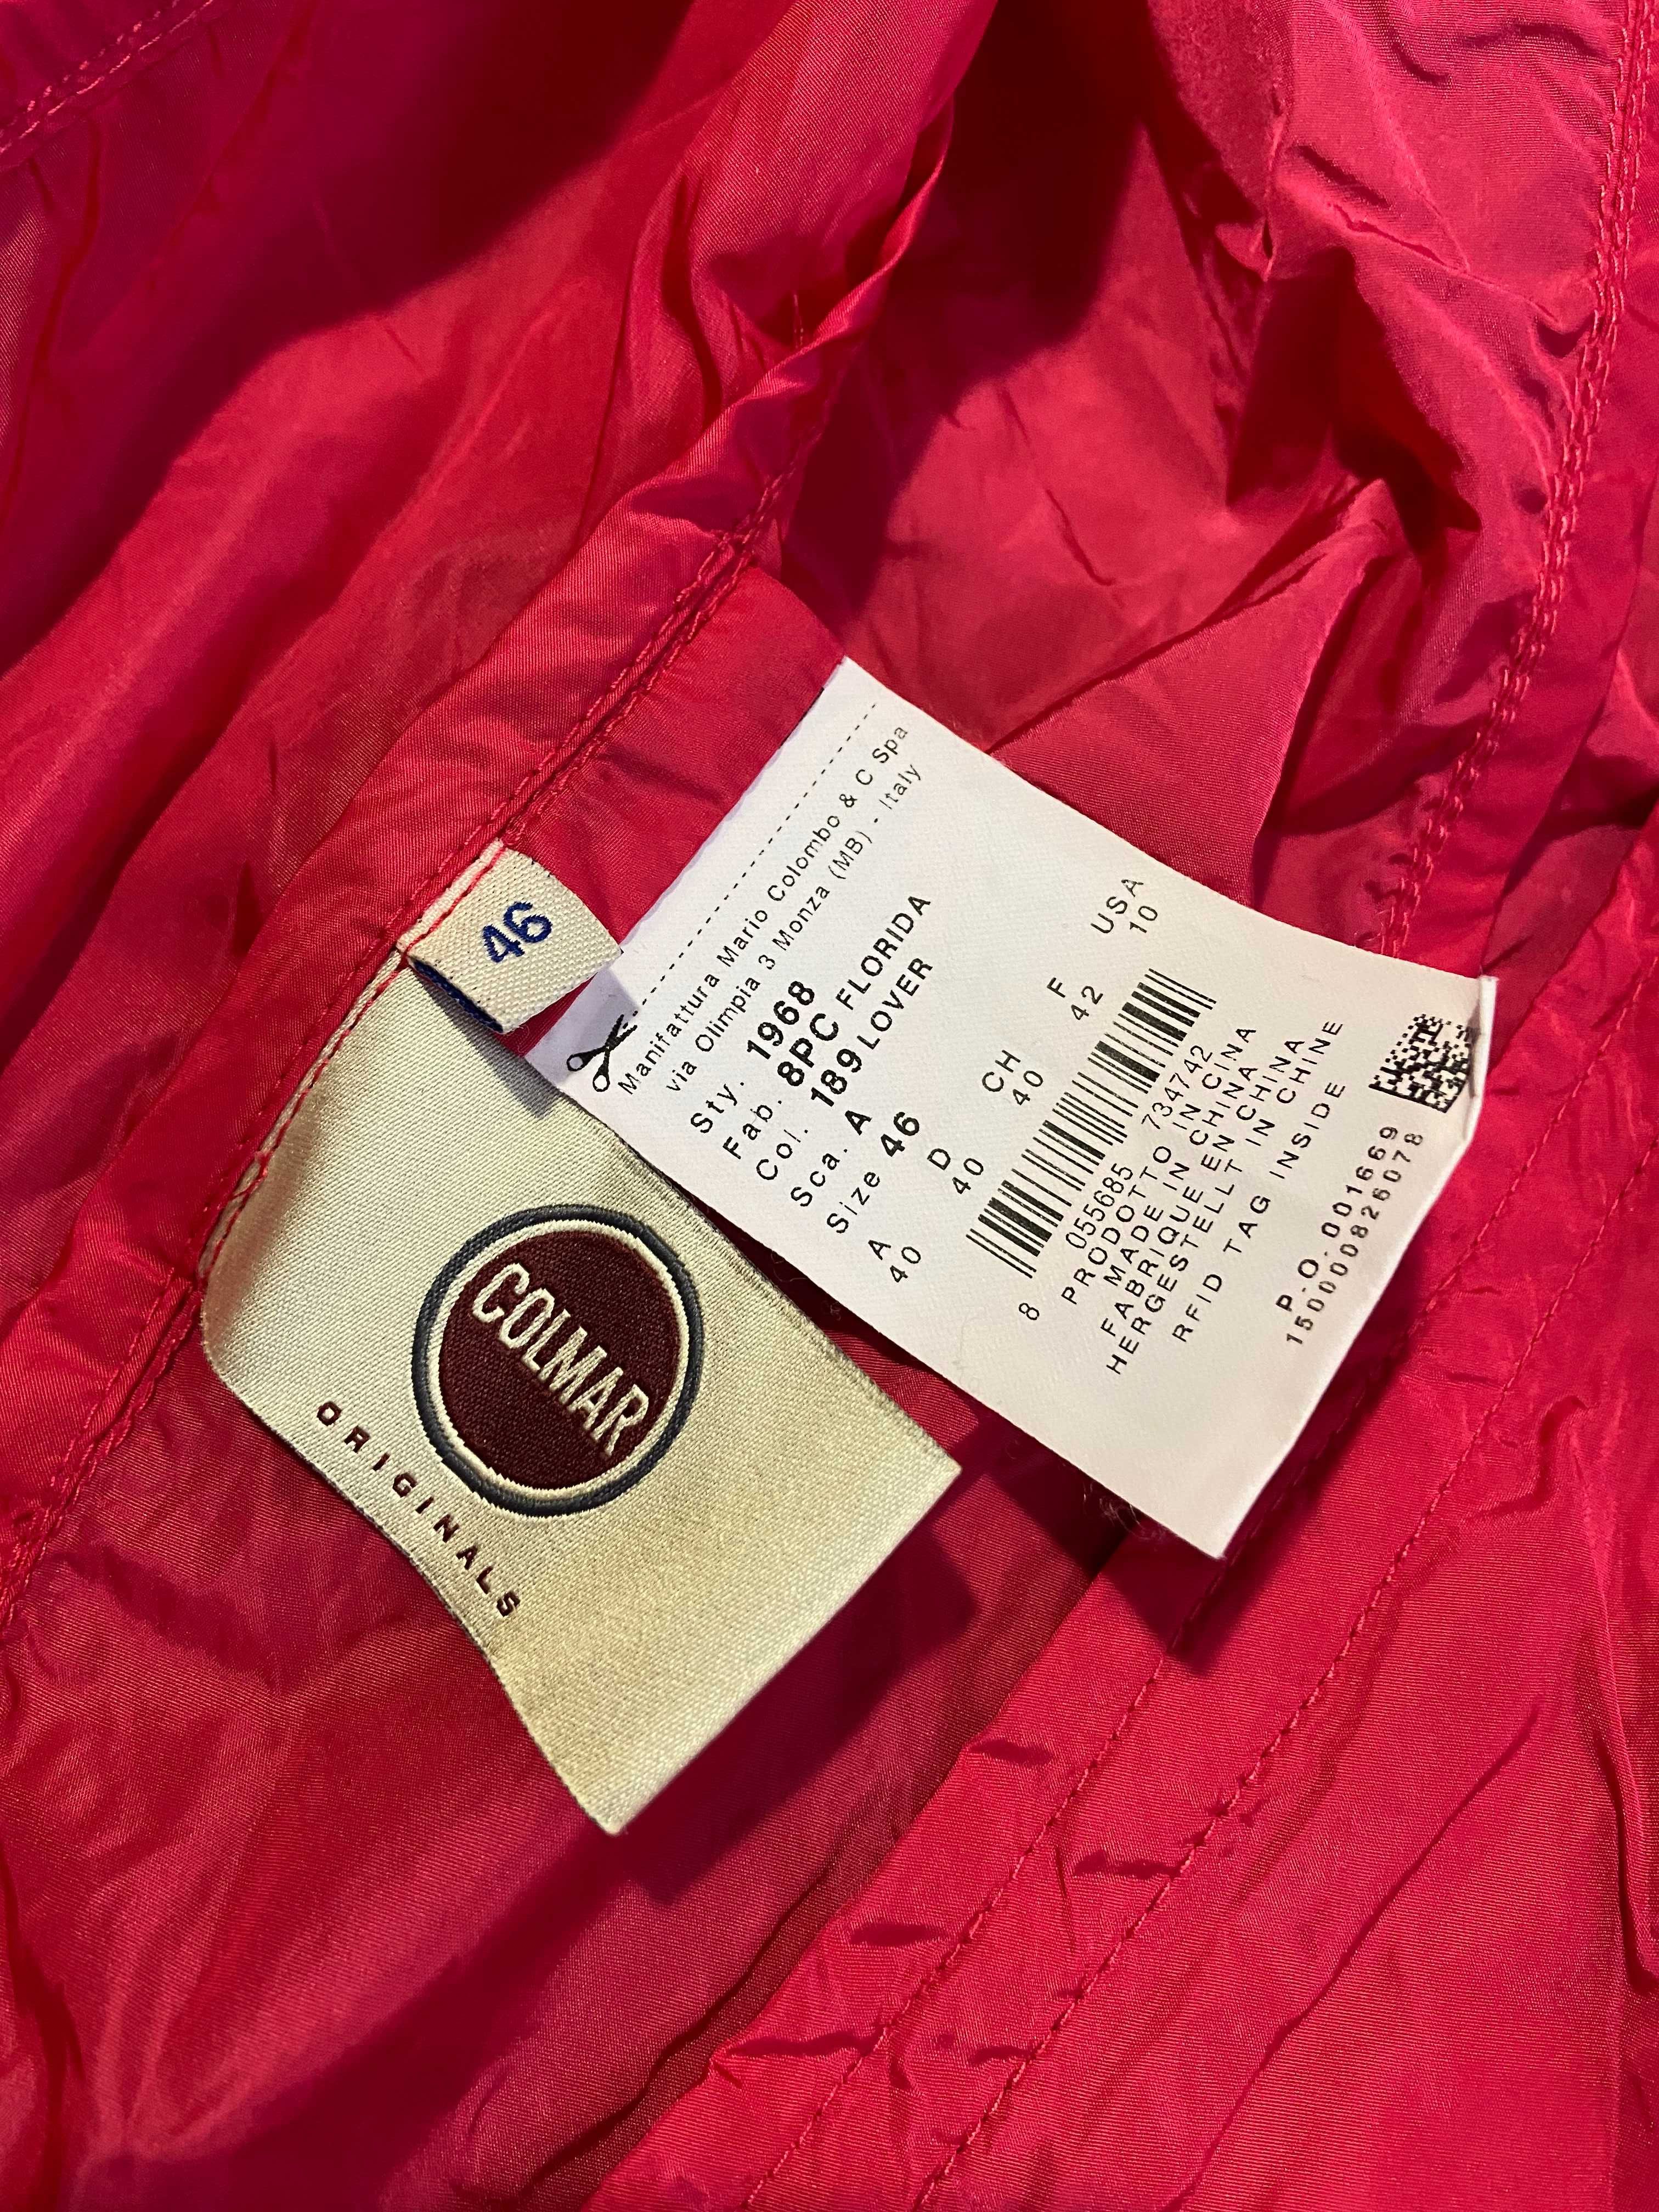 46
COLMAR
ORIGINALS
Manifattura Mario Colombo & C Spa
via Olimpia 3 Monza (MB) - Italy
Sty. 1968
Fab. 8PC FLORIDA
Col. 189 LOVER
Sca. A
Size 46
A D CH F USA
40 40 40 42 10
8 055685 734742
PRODOTTO IN CINA
MADE IN CHINA
FABRIQUE EN CHINA
HERGESTELLT IN CHINE
RFID TAG INSIDE
P.O. 001669
150000826078